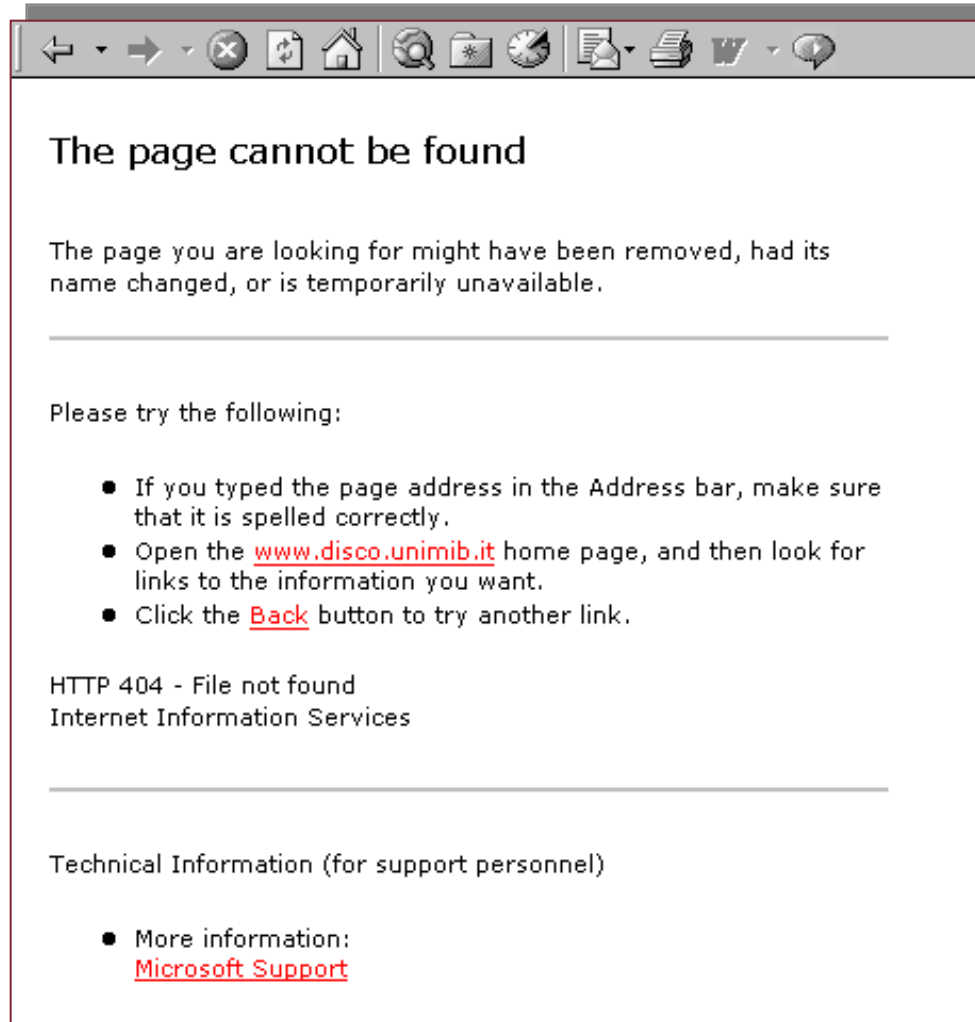 The page cannot be found
The page you are looking for might have been removed, had its
name changed, or is temporarily unavailable.
Please try the following:
If you typed the page address in the Address bar, make sure
that it is spelled correctly.
Open the www.disco.unimib.it home page, and then look for
links to the information you want.
Click the Back button to try another link.
HTTP 404 - File not found
Internet Information Services
Technical Information (for support personnel)
More information:
Microsoft Support